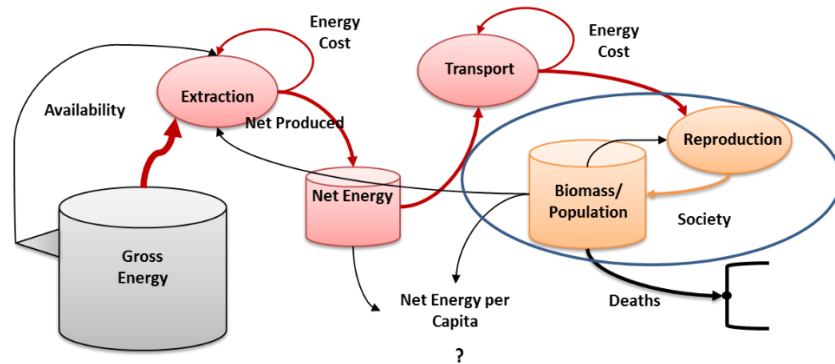 Energy
Cost
Energy
Cost
Transport
Extraction
Availability
Net Produced
Reproduction
Net Energy
Biomass/
Population
Society
Gross
Energy
Net Energy per
Capita
Deaths
?